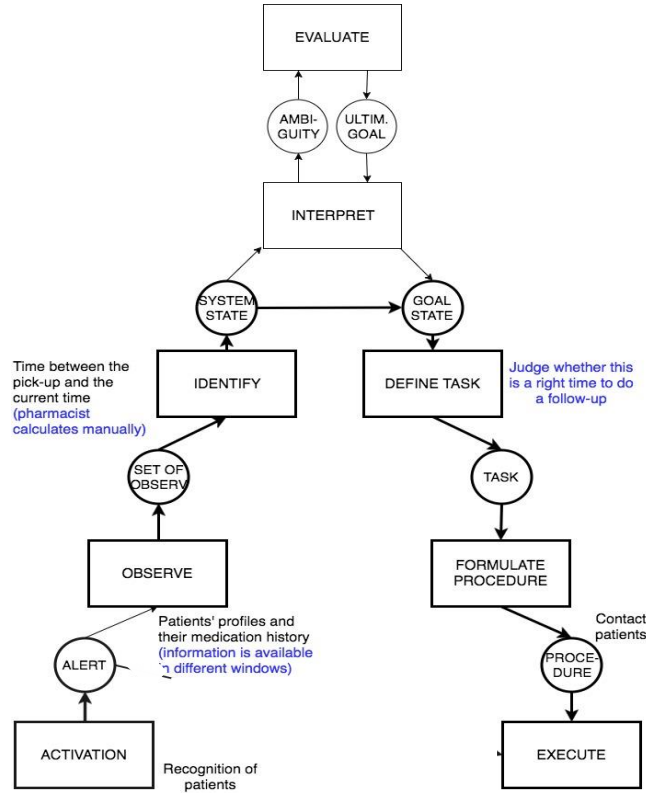 EVALUATE
AMBI-
GUITY
ULTIM.
GOAL
INTERPRET
SYSTEM
STATE
GOAL
STATE
Time between the
pick-up and the
current time
(pharmacist
calculates manually)
IDENTIFY
DEFINE TASK
Judge whether this
is a right time to do
a follow-up
SET OF
OBSERV
TASK
OBSERVE
FORMULATE
PROCEDURE
Patients' profiles and
their medication history
(information is available
in different windows)
Contact
patients
ALERT
PROCE-
DURE
ACTIVATION
Recognition of
patients
EXECUTE